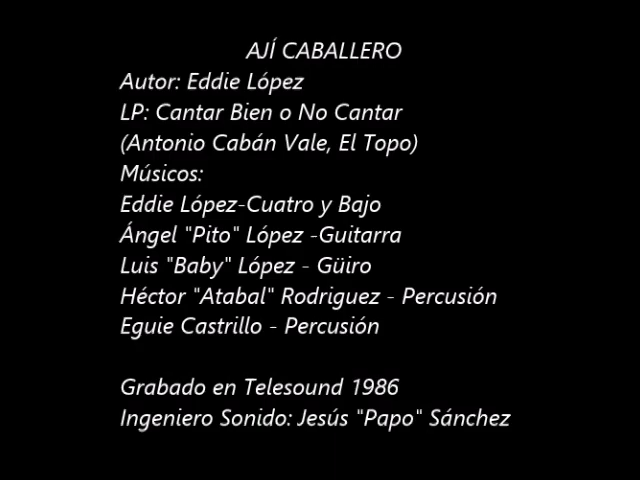 AJÍ CABALLERO
Autor: Eddie López
LP: Cantar Bien o No Cantar
(Antonio Cabán Vale, El Topo)
Músicos:
Eddie López-Cuatro y Bajo
Ángel "Pito" López -Guitarra
Luis "Baby" López - Güiro
Héctor "Atabal" Rodriguez - Percusión
Eguie Castrillo - Percusión
Grabado en Telesound 1986
Ingeniero Sonido: Jesús "Papo" Sánchez